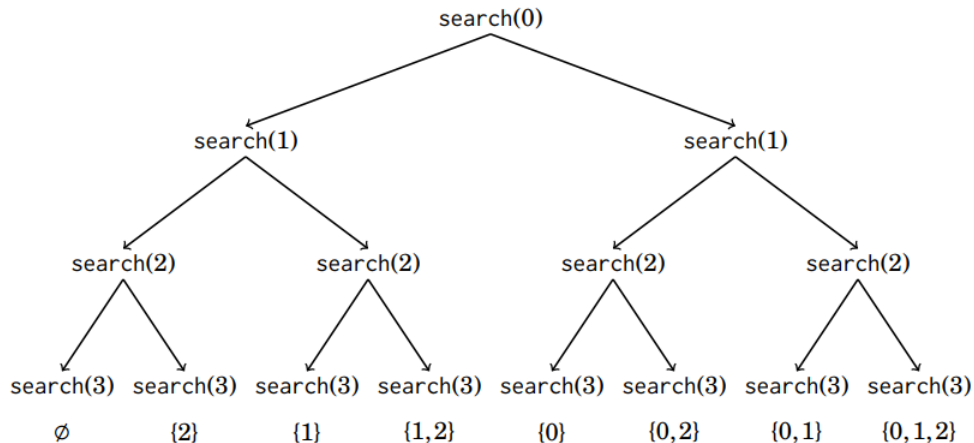 search(0)
search(1) search(1)
search(2) search(2) search(2) search(2)
search(3) search(3) search(3) search(3) search(3) search(3) search(3) search(3)
∅ {2} {1} {1,2} {0} {0,2} {0,1} {0,1,2}